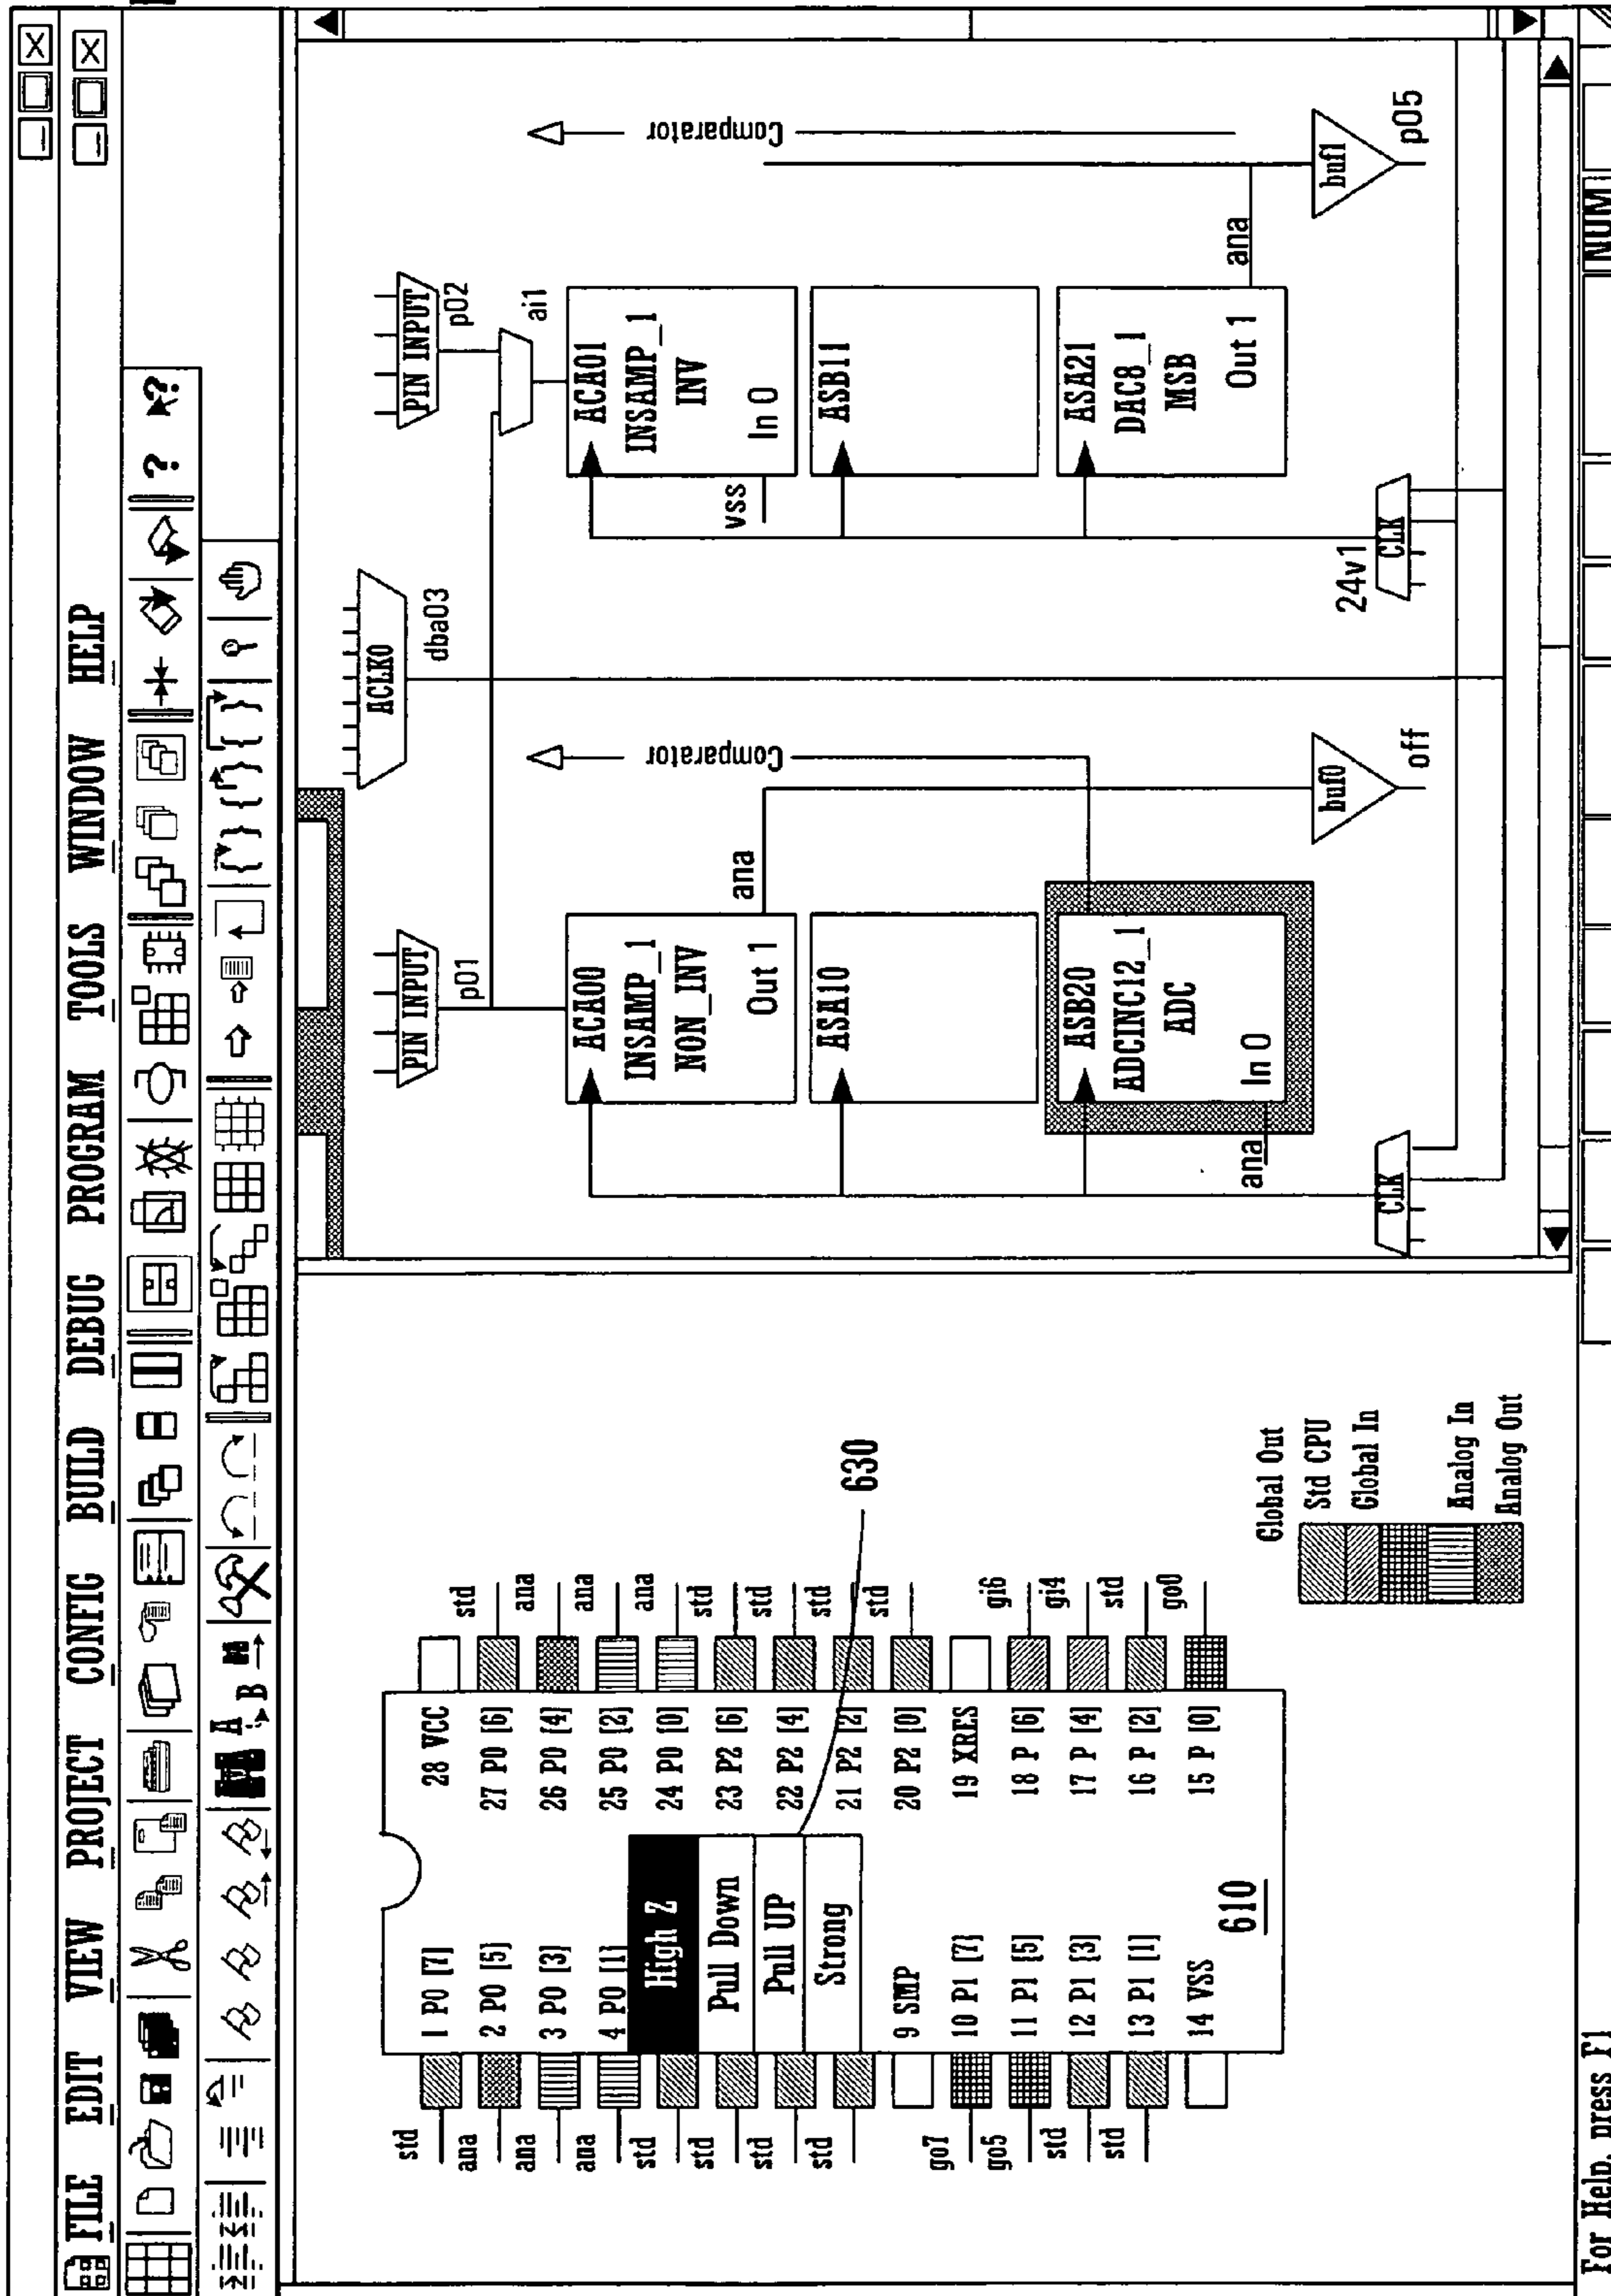 FILE EDIT VIEW PROJECT CONFIG BUILD DEBUG PROGRAM TOOLS WINDOW HELP
A B
? ?
std
ana
ana
ana
std
std
std
std
go7
go5
std
std
1 P0 [7]
2 P0 [5]
3 P0 [3]
4 P0 [1]
High Z
Pull Down
Pull UP
Strong
9 SMP
10 P1 [7]
11 P1 [5]
12 P1 [3]
13 P1 [1]
14 VSS
610
28 VCC
27 P0 [6]
26 P0 [4]
25 P0 [2]
24 P0 [0]
23 P2 [6]
22 P2 [4]
21 P2 [2]
20 P2 [0]
19 XRES
18 P [6]
17 P [4]
16 P [2]
15 P [0]
std
ana
ana
ana
std
std
std
std
gi6
gi4
std
go0
630
Global Out
Std CPU
Global In
Analog In
Analog Out
PIN INPUT
p01
ACA00
INSAMP_1
NON_INV
Out 1
ana
ASA10
ASB20
ADCINC12_1
ADC
In 0
ana
CLK
Comparator
buf0
off
ACLK0
dba03
PIN INPUT
p02
ai1
ACA01
INSAMP_1
INV
In 0
vss
ASB11
ASA21
DAC8_1
MSB
Out 1
ana
24v1
CLK
Comparator
buf1
p05
For Help, press F1
NUM